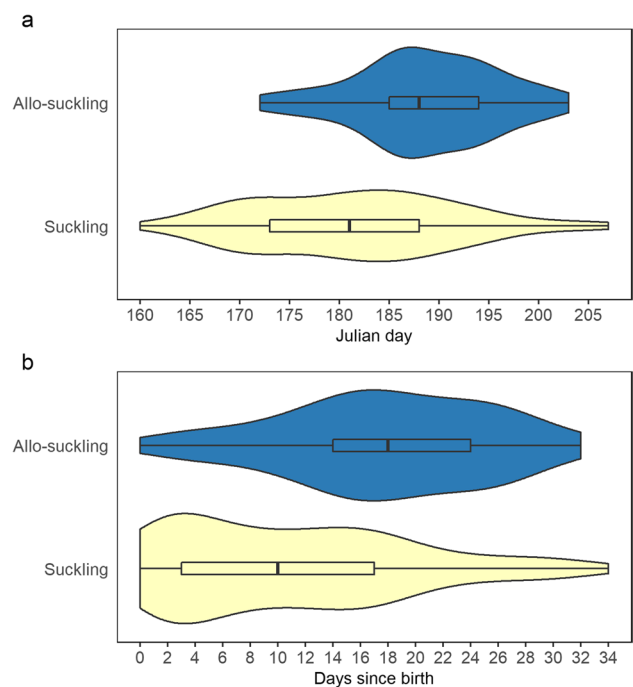 a
Allo-suckling
Suckling
160 165 170 175 180 185 190 195 200 205
Julian day
b
Allo-suckling
Suckling
0 2 4 6 8 10 12 14 16 18 20 22 24 26 28 30 32 34
Days since birth